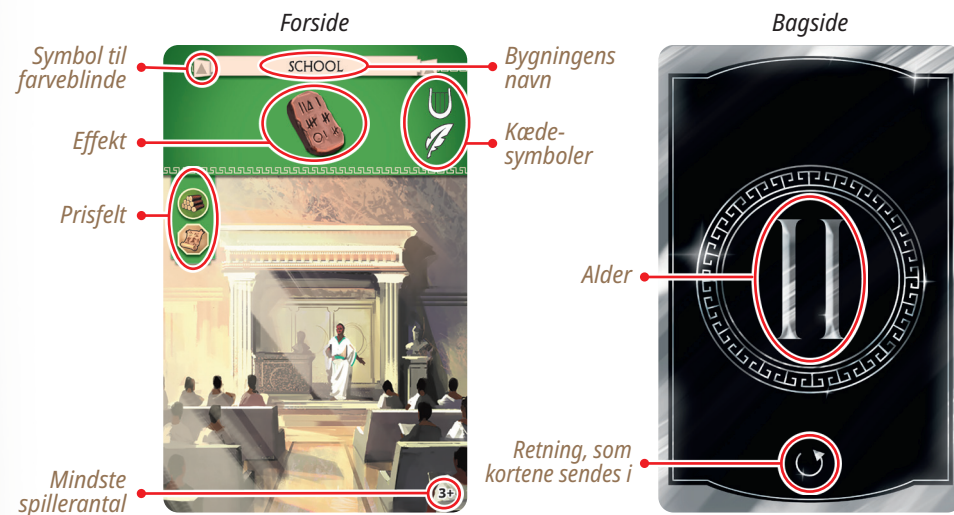 Forside
Bagside
Symbol til
farveblinde
SCHOOL
Bygningens
navn
Effekt
Kæde-
symboler
Prisfelt
Alder
II
Retning, som
kortene sendes i
Mindste
spillerantal
3+